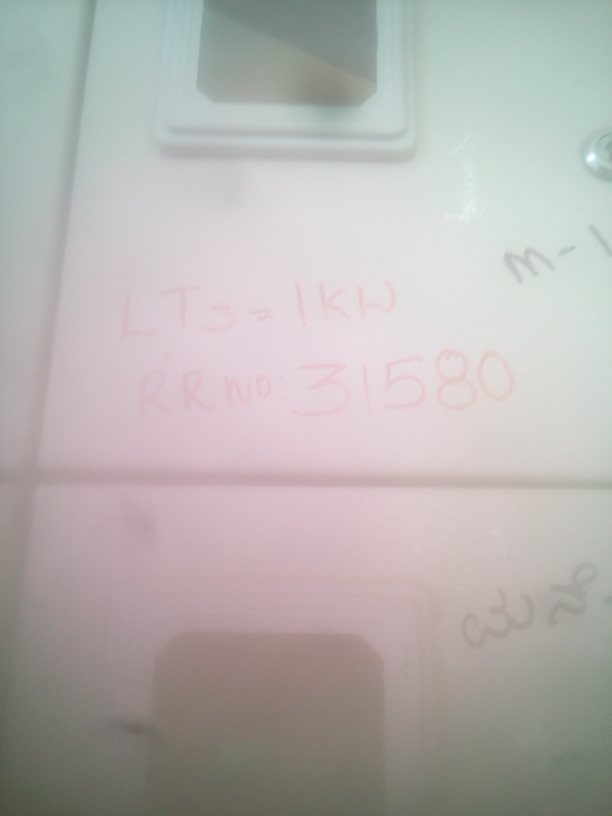 M-1
LT3 = 1KW
RR NO: 31580